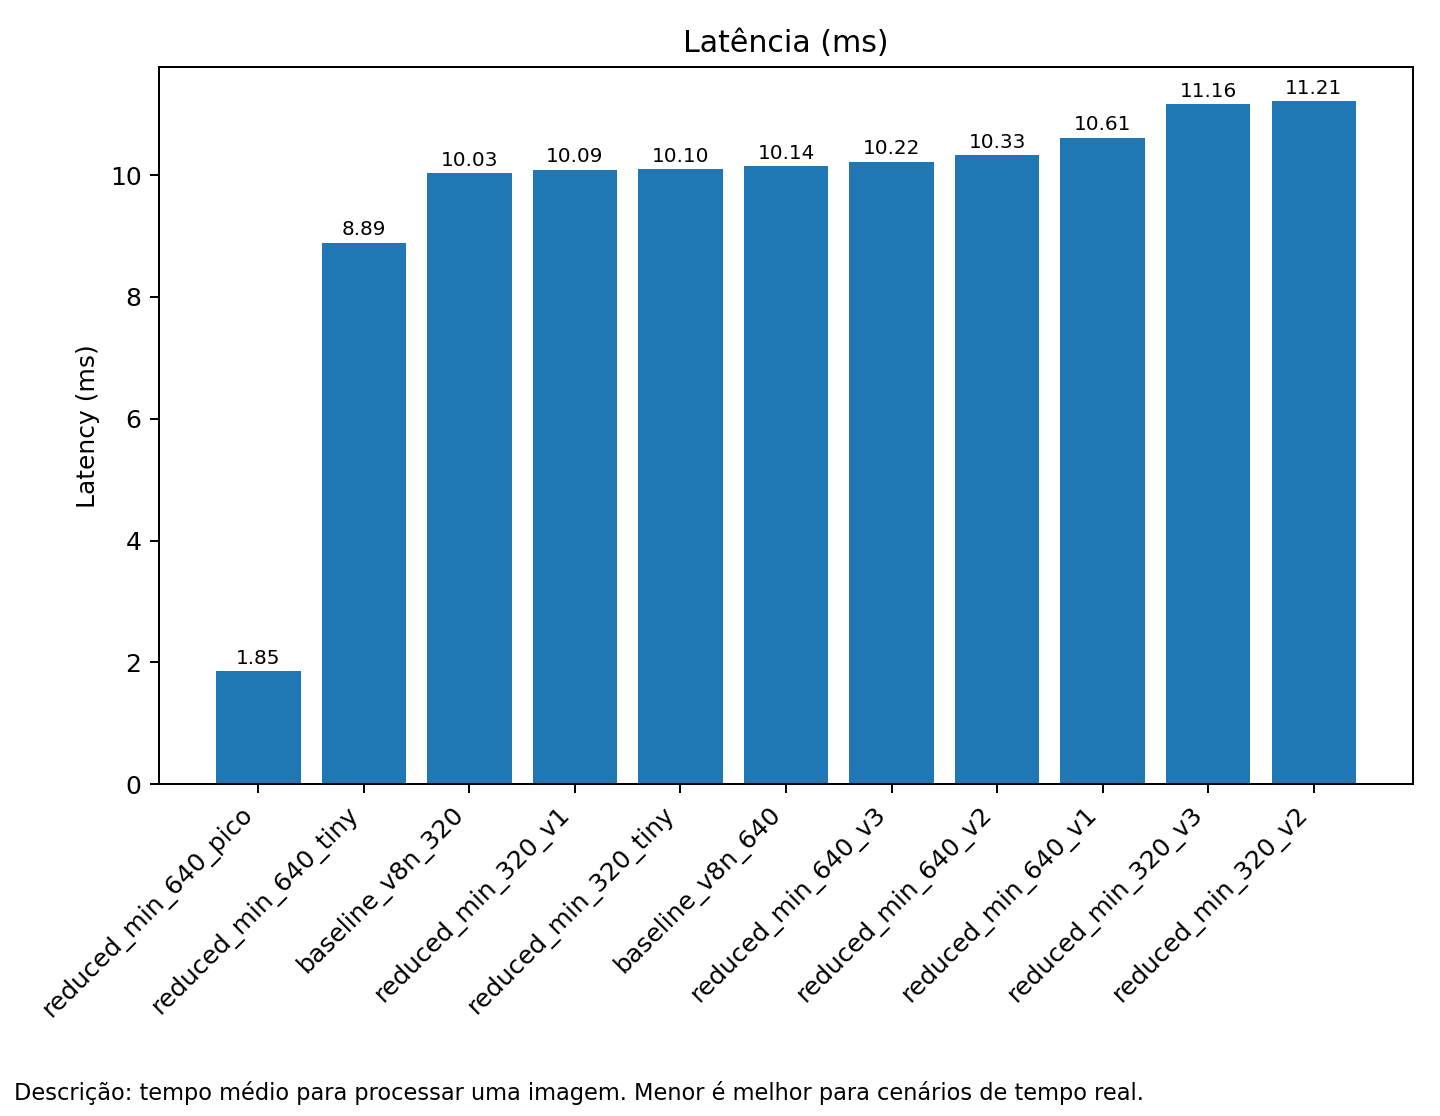 Latência (ms)
11.21
11.16
10.61
10.33
10.22
10.14
10.10
10.09
10.03
8.89
1.85
10
8
6
4
2
0
Latency (ms)
reduced_min_640_pico
reduced_min_640_tiny
baseline_v8n_320
reduced_min_320_v1
reduced_min_320_tiny
baseline_v8n_640
reduced_min_640_v3
reduced_min_640_v2
reduced_min_640_v1
reduced_min_320_v3
reduced_min_320_v2
Descrição: tempo médio para processar uma imagem. Menor é melhor para cenários de tempo real.